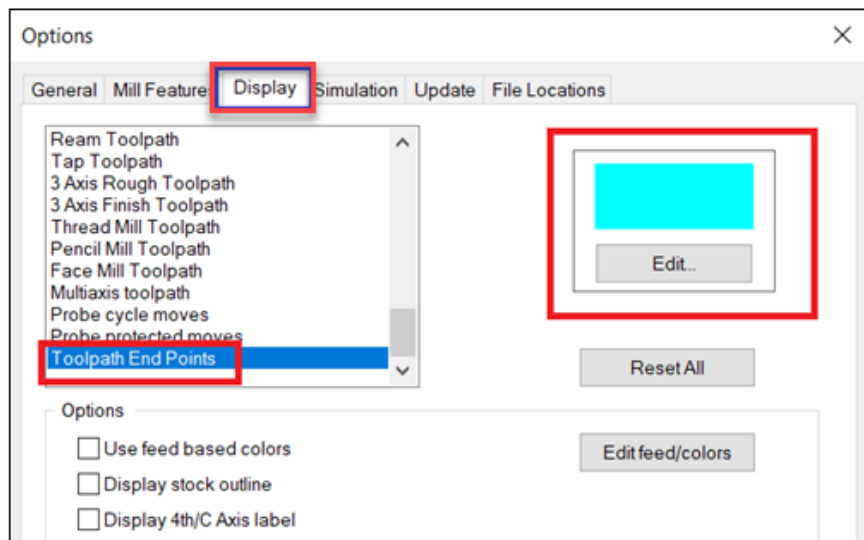 Options
General Mill Feature Display Simulation Update File Locations
Ream Toolpath
Tap Toolpath
3 Axis Rough Toolpath
3 Axis Finish Toolpath
Thread Mill Toolpath
Pencil Mill Toolpath
Face Mill Toolpath
Multiaxis toolpath
Probe cycle moves
Probe protected moves
Toolpath End Points
Edit...
Reset All
Options
Use feed based colors
Display stock outline
Display 4th/C Axis label
Edit feed/colors